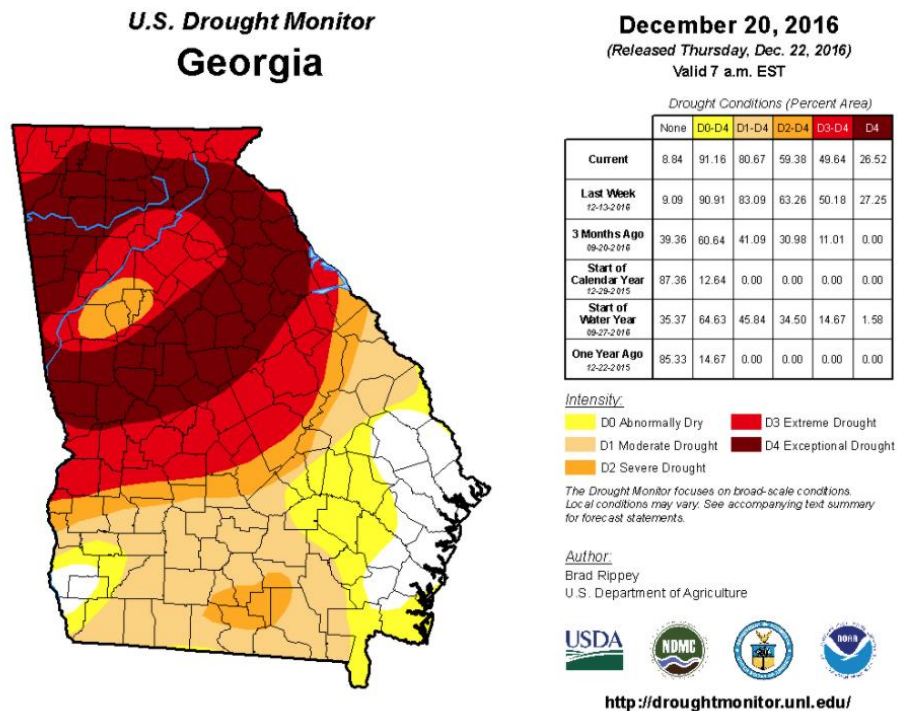 U.S. Drought Monitor
Georgia
December 20, 2016
(Released Thursday, Dec. 22, 2016)
Valid 7 a.m. EST
Drought Conditions (Percent Area)
None D0-D4 D1-D4 D2-D4 D3-D4 D4
Current 8.84 91.16 80.67 59.38 49.64 26.52
Last Week 12-13-2016 9.09 90.91 83.09 63.26 50.18 27.25
3 Months Ago 09-20-2016 39.36 60.64 41.09 30.98 11.01 0.00
Start of Calendar Year 12-29-2015 87.36 12.64 0.00 0.00 0.00 0.00
Start of Water Year 09-27-2016 35.37 64.63 45.84 34.50 14.67 1.58
One Year Ago 12-22-2015 85.33 14.67 0.00 0.00 0.00 0.00
Intensity:
D0 Abnormally Dry D3 Extreme Drought
D1 Moderate Drought D4 Exceptional Drought
D2 Severe Drought
The Drought Monitor focuses on broad-scale conditions.
Local conditions may vary. See accompanying text summary
for forecast statements.
Author:
Brad Rippey
U.S. Department of Agriculture
USDA
NDMC
NOAA
http://droughtmonitor.unl.edu/